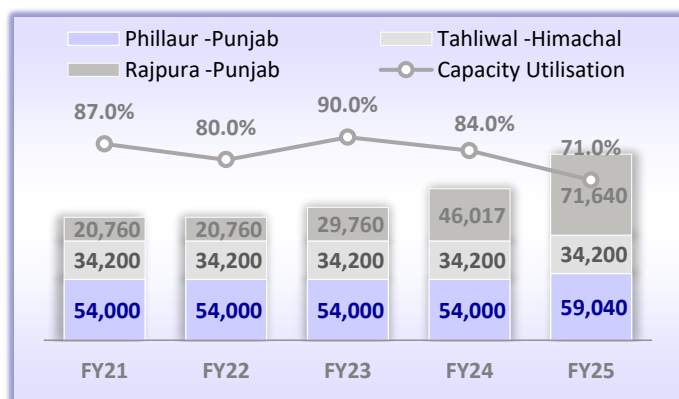 Phillaur -Punjab Tahliwal -Himachal
Rajpura -Punjab Capacity Utilisation
87.0% 80.0% 90.0% 84.0% 71.0%
20,760 20,760 29,760 46,017 71,640
34,200 34,200 34,200 34,200 34,200
54,000 54,000 54,000 54,000 59,040
FY21 FY22 FY23 FY24 FY25